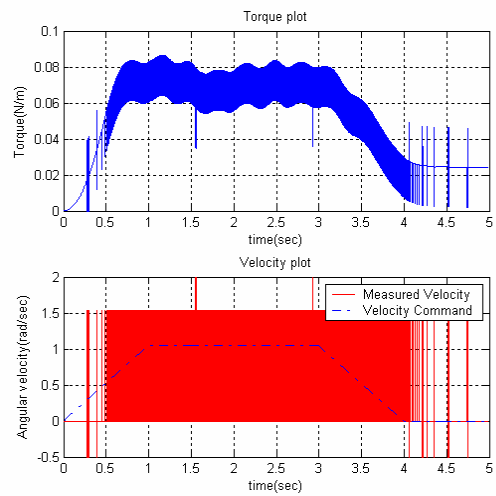 Torque plot
0.1
0.08
0.06
0.04
0.02
0
Torque(N/m)
0 0.5 1 1.5 2 2.5 3 3.5 4 4.5 5
time(sec)
Velocity plot
2
1.5
1
0.5
0
-0.5
Angular velocity(rad/sec)
Measured Velocity
Velocity Command
0 0.5 1 1.5 2 2.5 3 3.5 4 4.5 5
time(sec)